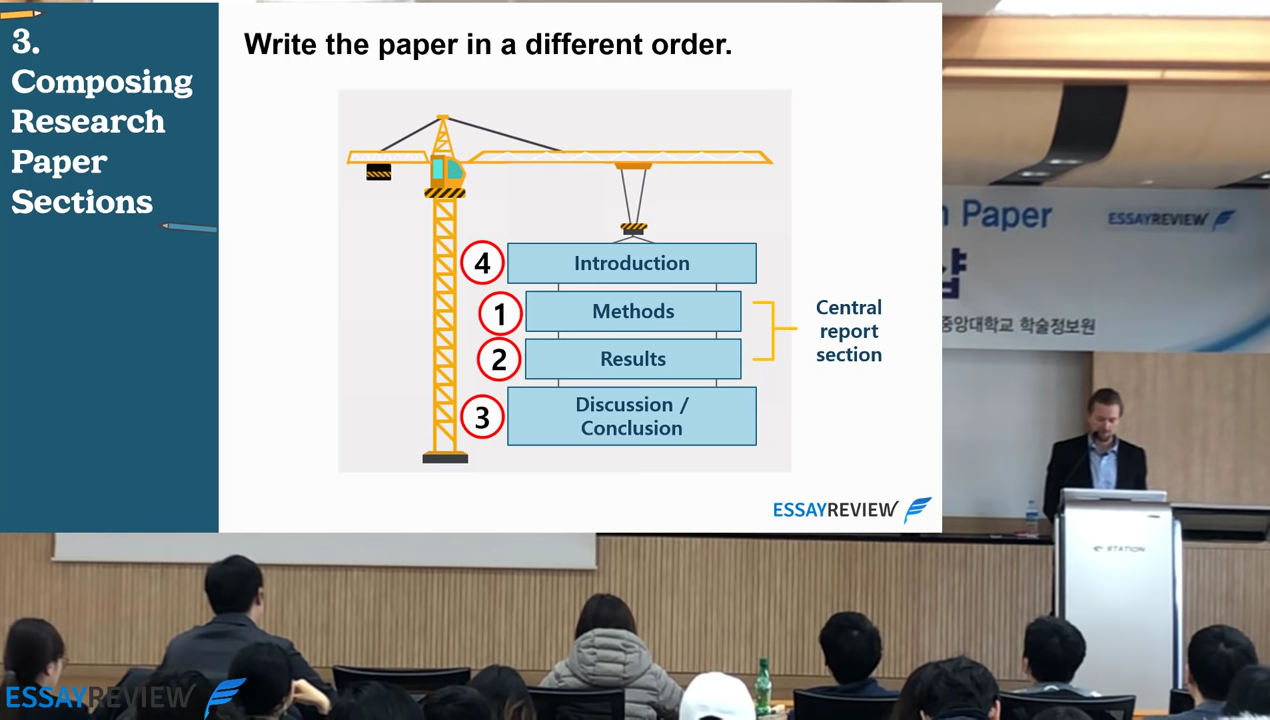 3.
Composing
Research
Paper
Sections
Write the paper in a different order.
4
Introduction
1
Methods
2
Results
3
Discussion /
Conclusion
Central
report
section
ESSAYREVIEW
Paper
ESSAYREVIEW
중앙대학교 학술정보원
STATION
ESSAYREVIEW